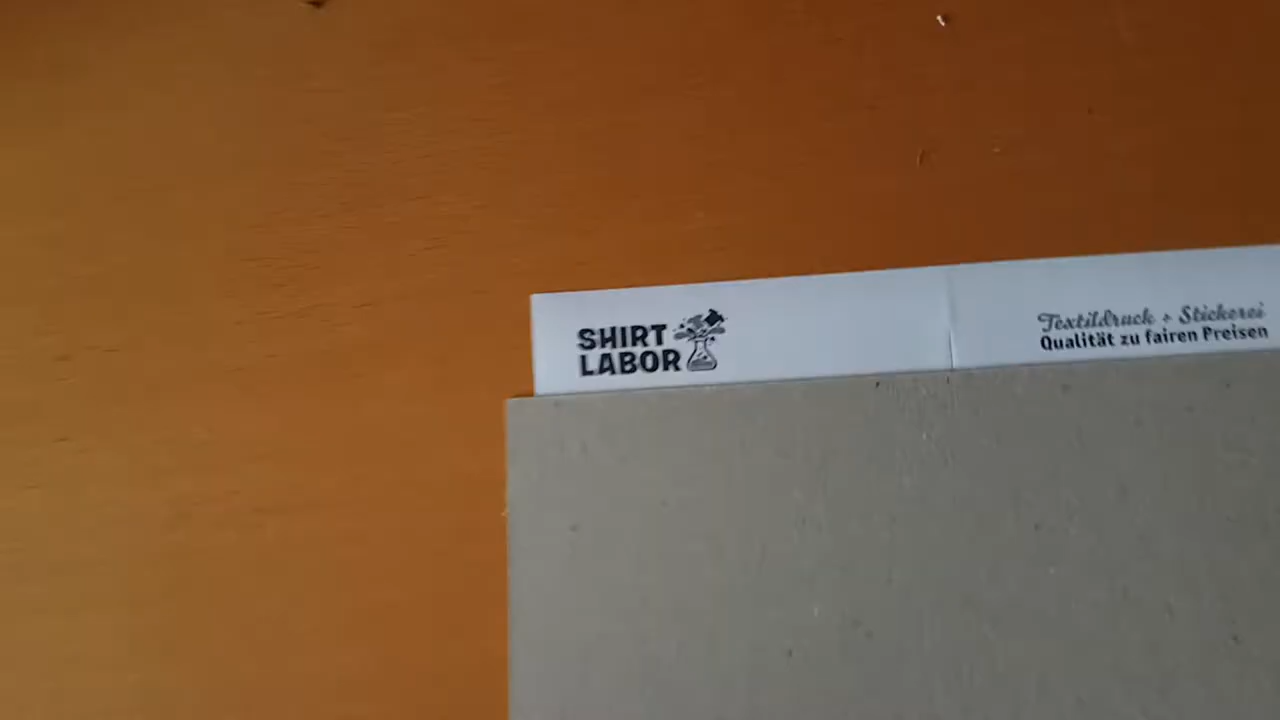 SHIRT
LABOR
Textildruck + Stickerei
Qualität zu fairen Preisen